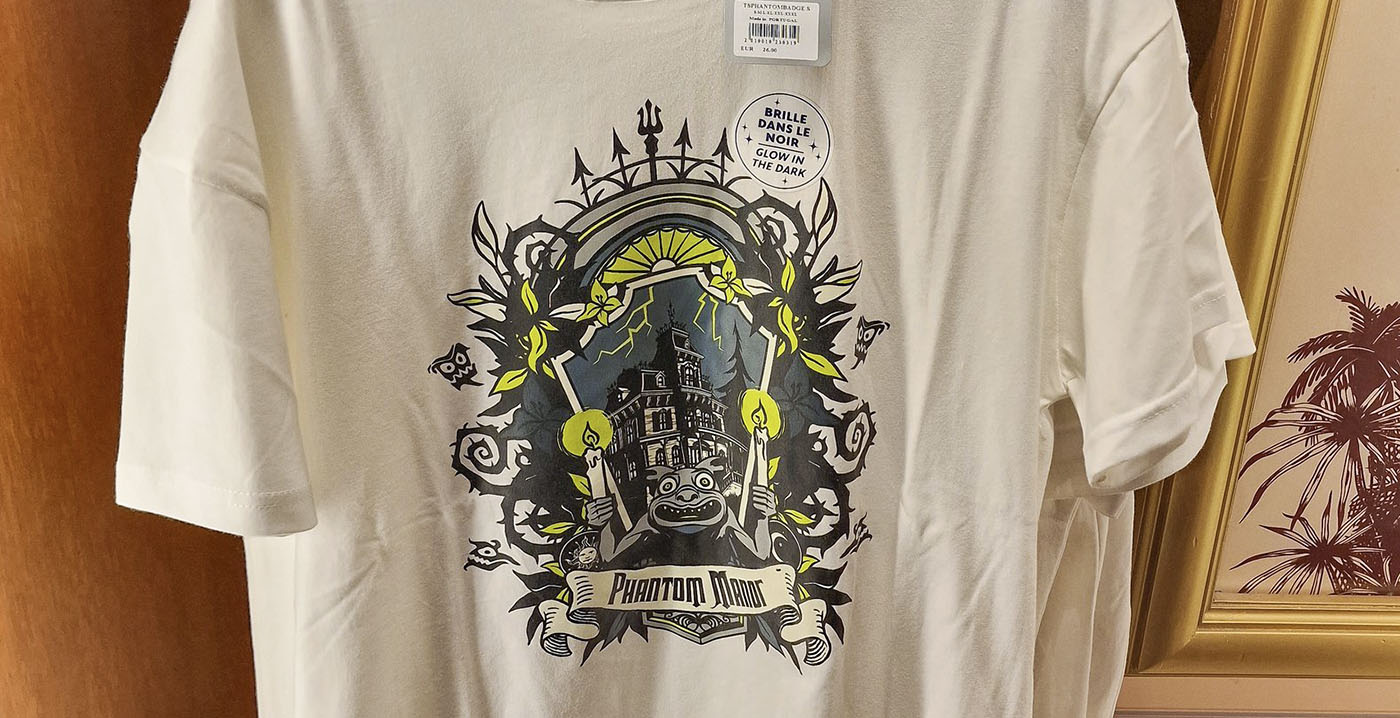 TSPHANTOMBADGE S
Made in PORTUGAL
EUR 26.00
BRILLE
DANS LE
NOIR
GLOW IN
THE DARK
PHANTOM MANOR